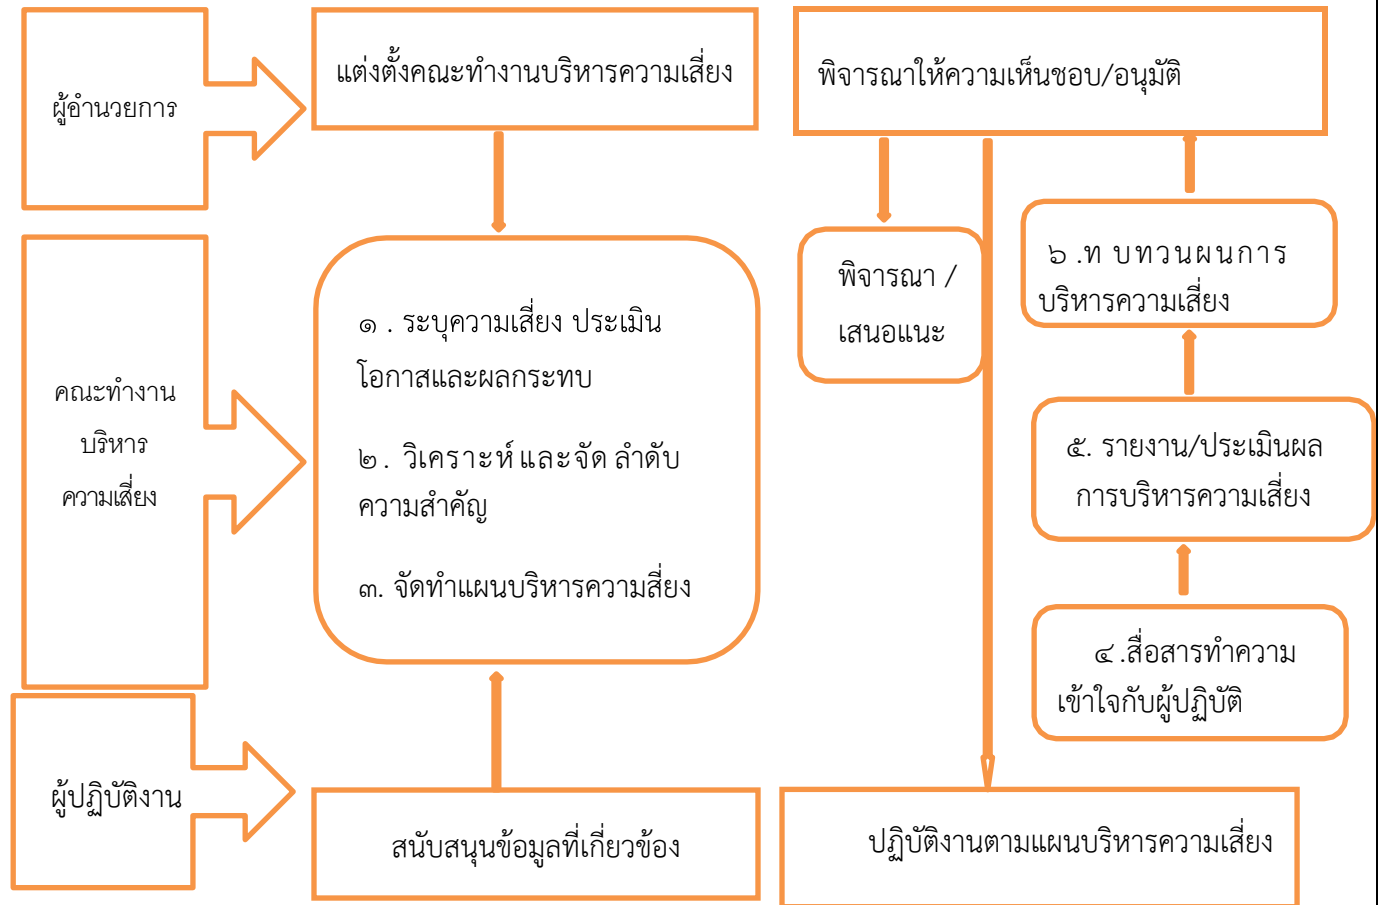 ผู้อำนวยการ
แต่งตั้งคณะทำงานบริหารความเสี่ยง
พิจารณาให้ความเห็นชอบ/อนุมัติ
คณะทำงาน
บริหาร
ความเสี่ยง
๑ . ระบุความเสี่ยง ประเมิน
โอกาสและผลกระทบ
๒ . วิเคราะห์ และจัด ลำดับ
ความสำคัญ
๓. จัดทำแผนบริหารความสี่ยง
พิจารณา /
เสนอแนะ
๖ .ท บทวนผนการ
บริหารความเสี่ยง
๕. รายงาน/ประเมินผล
การบริหารความเสี่ยง
๔ .สื่อสารทำความ
เข้าใจกับผู้ปฏิบัติ
ผู้ปฏิบัติงาน
สนับสนุนข้อมูลที่เกี่ยวข้อง
ปฏิบัติงานตามแผนบริหารความเสี่ยง